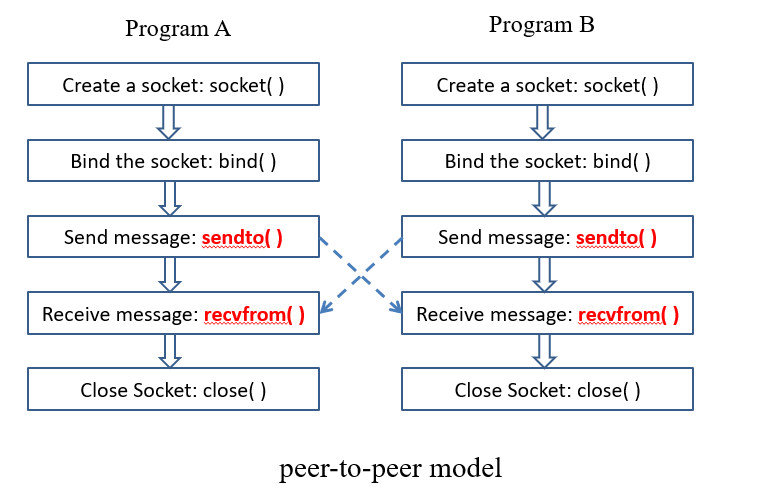 Program A
Program B
Create a socket: socket( )
Create a socket: socket( )
Bind the socket: bind( )
Bind the socket: bind( )
Send message: sendto( )
Send message: sendto( )
Receive message: recvfrom( )
Receive message: recvfrom( )
Close Socket: close( )
Close Socket: close( )
peer-to-peer model